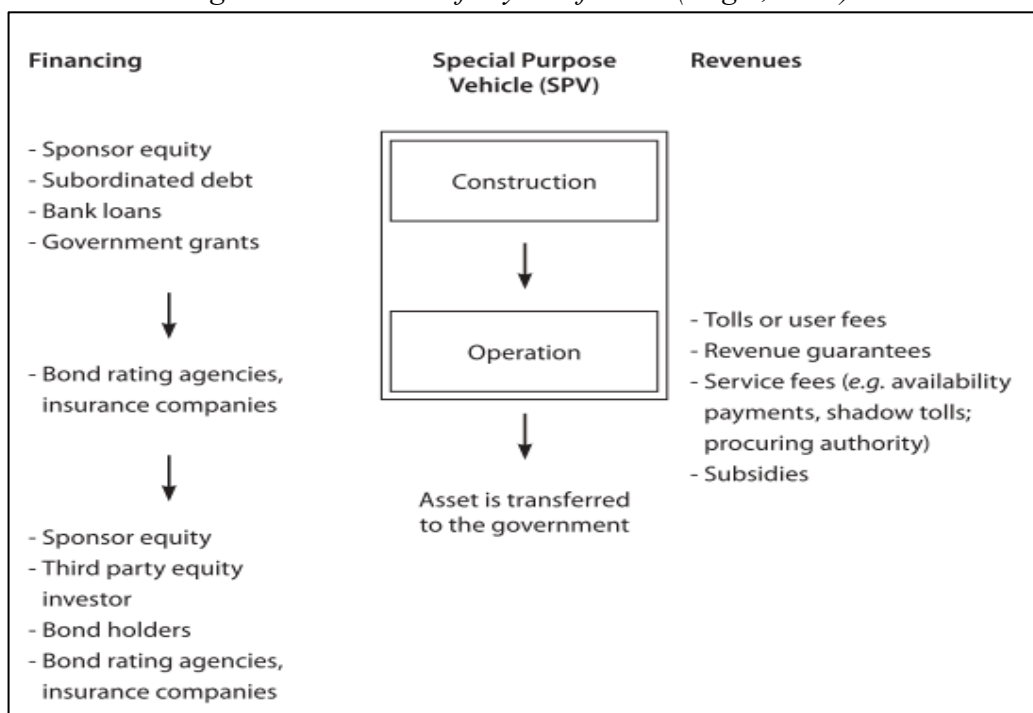 Financing
- Sponsor equity
- Subordinated debt
- Bank loans
- Government grants
- Bond rating agencies,
insurance companies
- Sponsor equity
- Third party equity
investor
- Bond holders
- Bond rating agencies,
insurance companies
Special Purpose
Vehicle (SPV)
Construction
Operation
Asset is transferred
to the government
Revenues
- Tolls or user fees
- Revenue guarantees
- Service fees (e.g. availability
payments, shadow tolls;
procuring authority)
- Subsidies